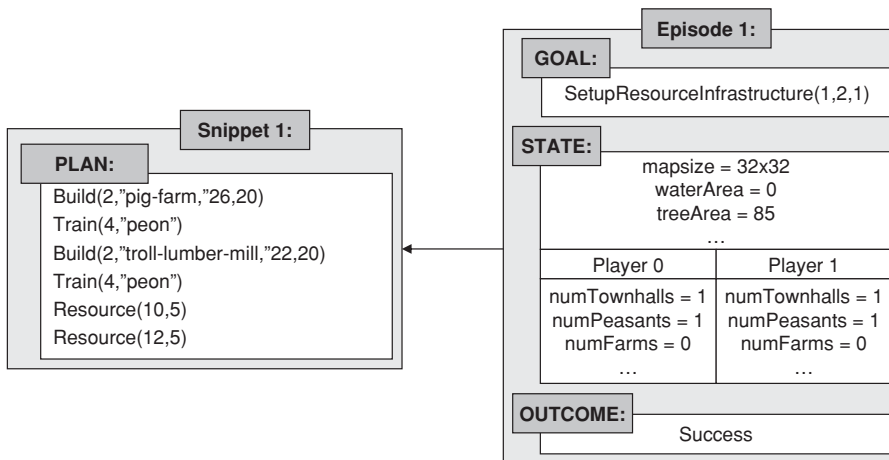 Snippet 1:
PLAN:
Build(2,”pig-farm,”26,20)
Train(4,”peon”)
Build(2,”troll-lumber-mill,”22,20)
Train(4,”peon”)
Resource(10,5)
Resource(12,5)
Episode 1:
GOAL:
SetupResourceInfrastructure(1,2,1)
STATE:
mapsize = 32x32
waterArea = 0
treeArea = 85
...
Player 0
numTownhalls = 1
numPeasants = 1
numFarms = 0
...
Player 1
numTownhalls = 1
numPeasants = 1
numFarms = 0
...
OUTCOME:
Success